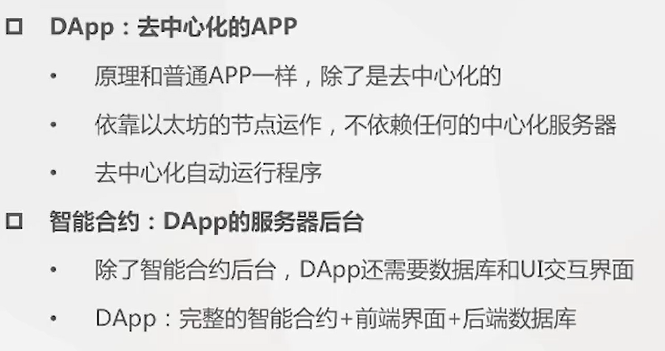 DApp：去中心化的APP
原理和普通APP一样，除了是去中心化的
依靠以太坊的节点运作，不依赖任何的中心化服务器
去中心化自动运行程序
智能合约：DApp的服务器后台
除了智能合约后台，DApp还需要数据库和UI交互界面
DApp：完整的智能合约+前端界面+后端数据库